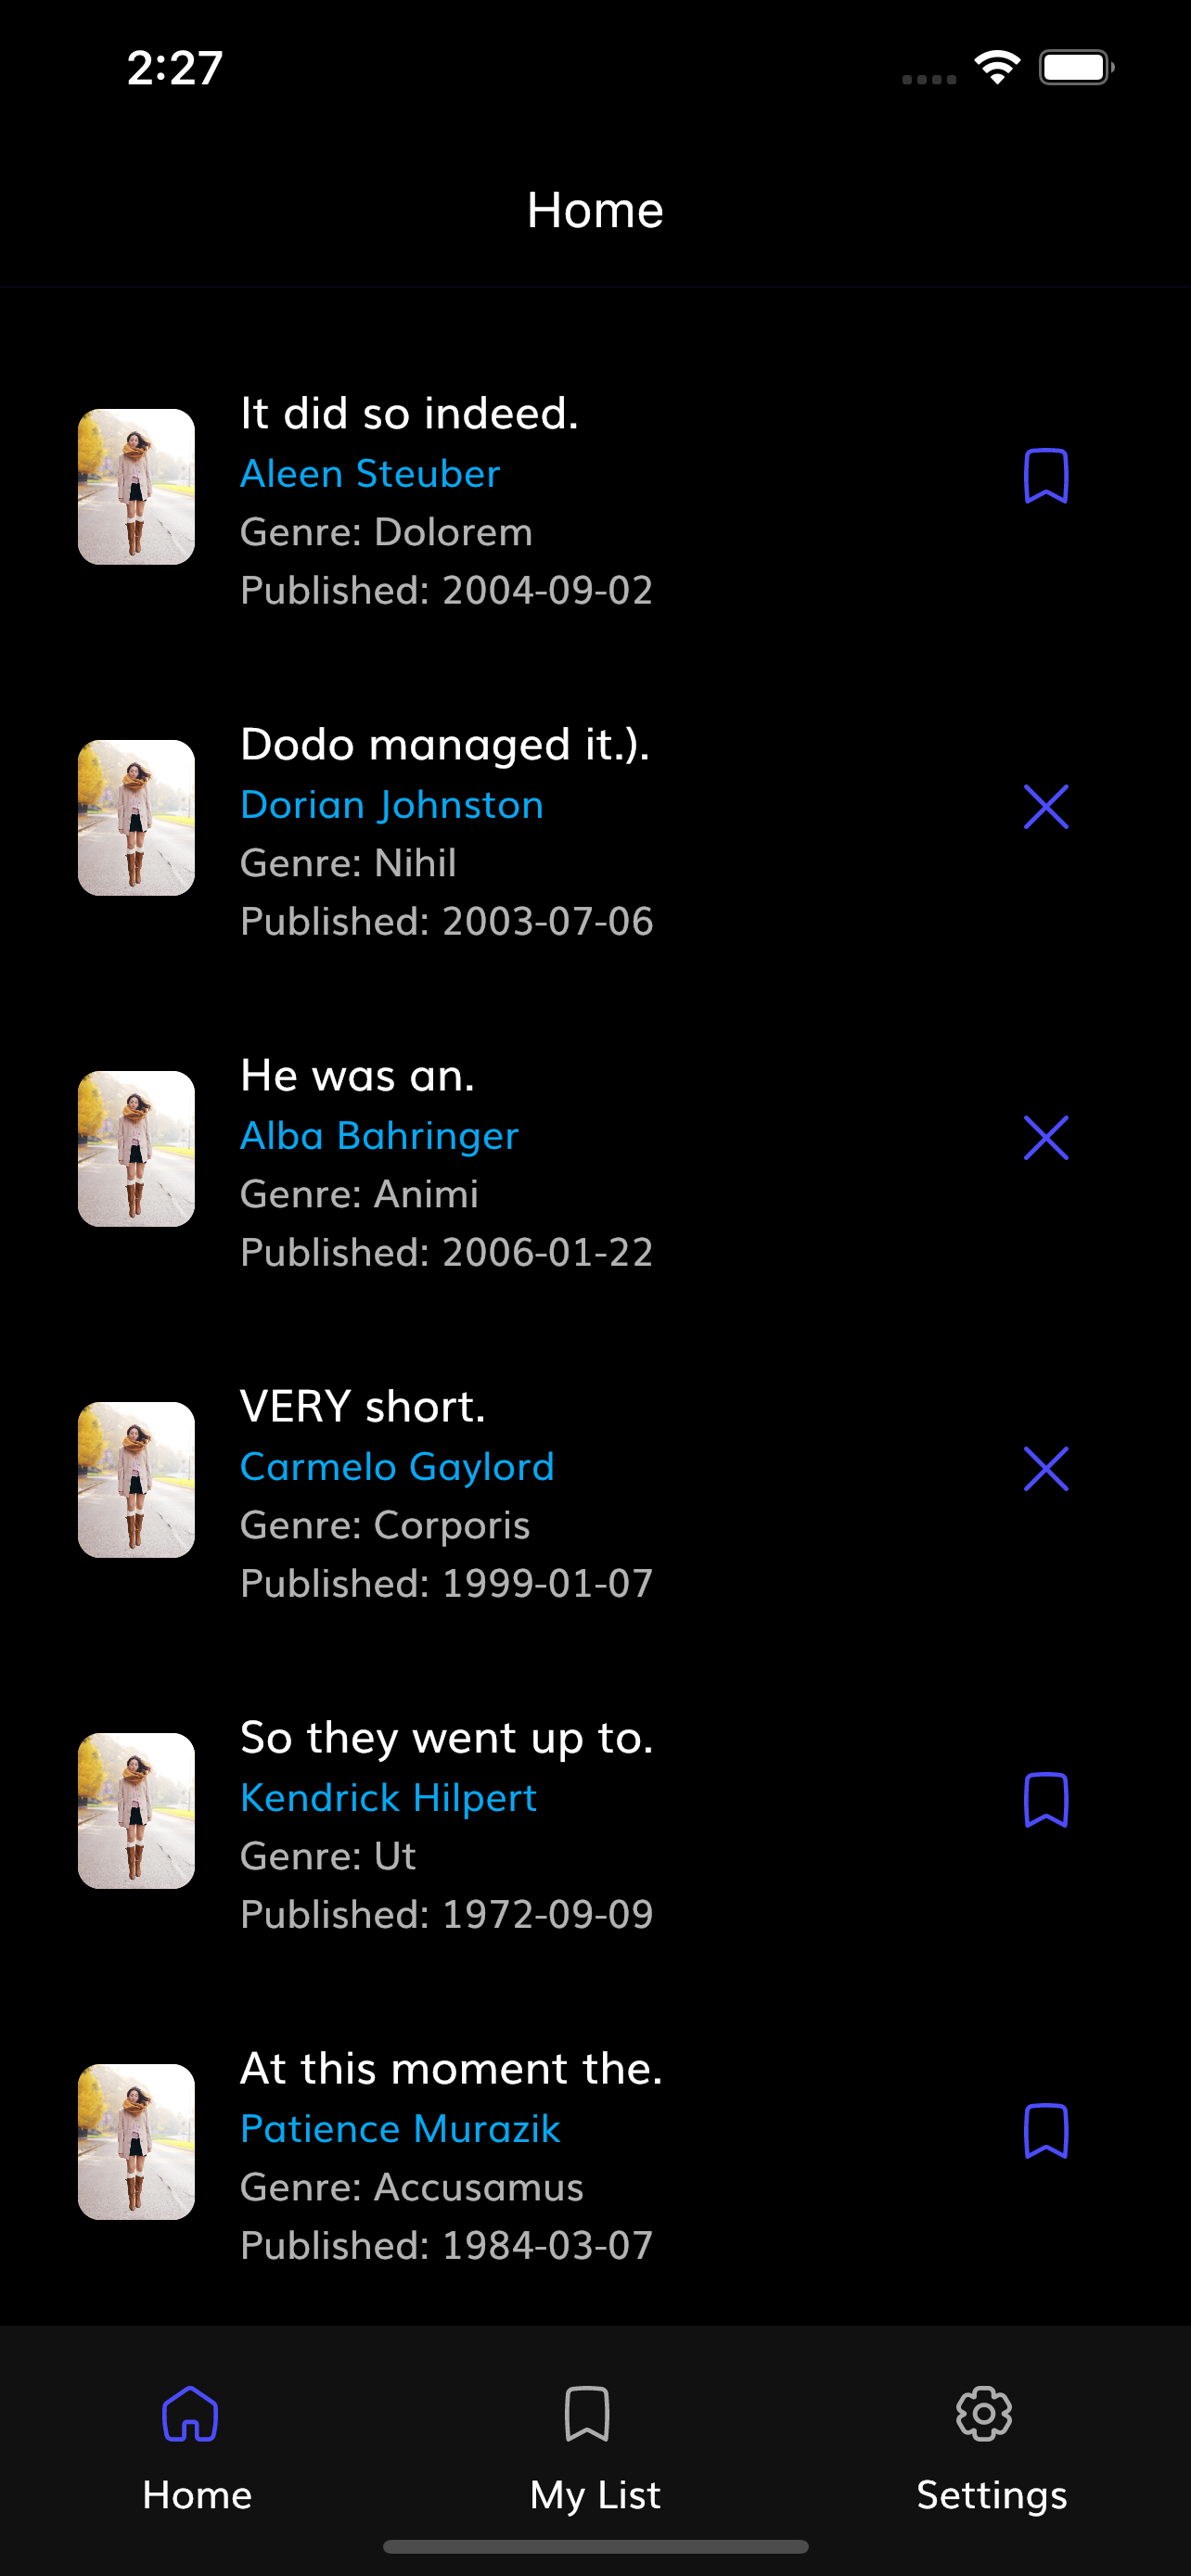 2:27
Home
It did so indeed.
Aleen Steuber
Genre: Dolorem
Published: 2004-09-02
Dodo managed it.).
Dorian Johnston
Genre: Nihil
Published: 2003-07-06
He was an.
Alba Bahringer
Genre: Animi
Published: 2006-01-22
VERY short.
Carmelo Gaylord
Genre: Corporis
Published: 1999-01-07
So they went up to.
Kendrick Hilpert
Genre: Ut
Published: 1972-09-09
At this moment the.
Patience Murazik
Genre: Accusamus
Published: 1984-03-07
Home
My List
Settings